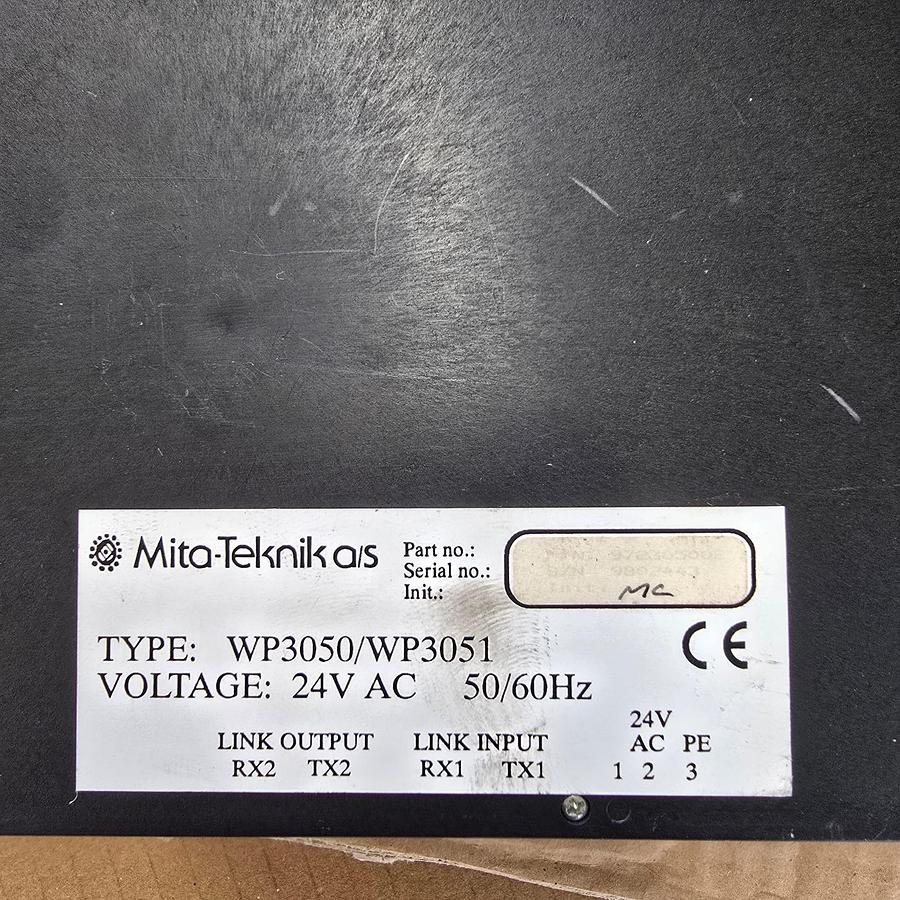 Mita-Teknik a/s
Part no.:
Serial no.:
Init.: MC
CE
TYPE: WP3050/WP3051
VOLTAGE: 24V AC 50/60Hz
LINK OUTPUT LINK INPUT 24V AC PE
RX2 TX2 RX1 TX1 1 2 3